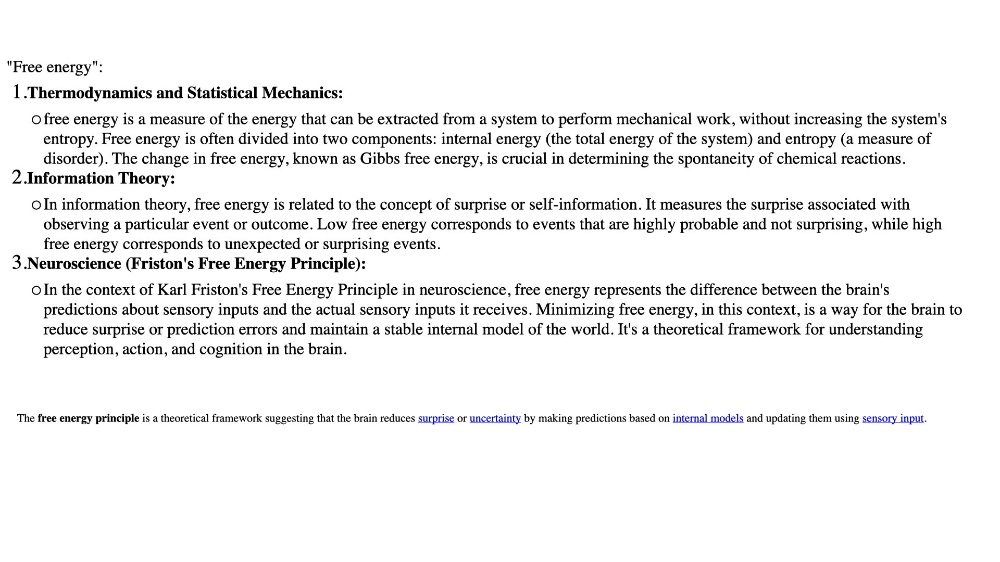 "Free energy":
1.Thermodynamics and Statistical Mechanics:
○free energy is a measure of the energy that can be extracted from a system to perform mechanical work, without increasing the system's
entropy. Free energy is often divided into two components: internal energy (the total energy of the system) and entropy (a measure of
disorder). The change in free energy, known as Gibbs free energy, is crucial in determining the spontaneity of chemical reactions.
2.Information Theory:
○In information theory, free energy is related to the concept of surprise or self-information. It measures the surprise associated with
observing a particular event or outcome. Low free energy corresponds to events that are highly probable and not surprising, while high
free energy corresponds to unexpected or surprising events.
3.Neuroscience (Friston's Free Energy Principle):
○In the context of Karl Friston's Free Energy Principle in neuroscience, free energy represents the difference between the brain's
predictions about sensory inputs and the actual sensory inputs it receives. Minimizing free energy, in this context, is a way for the brain to
reduce surprise or prediction errors and maintain a stable internal model of the world. It's a theoretical framework for understanding
perception, action, and cognition in the brain.
The free energy principle is a theoretical framework suggesting that the brain reduces surprise or uncertainty by making predictions based on internal models and updating them using sensory input.